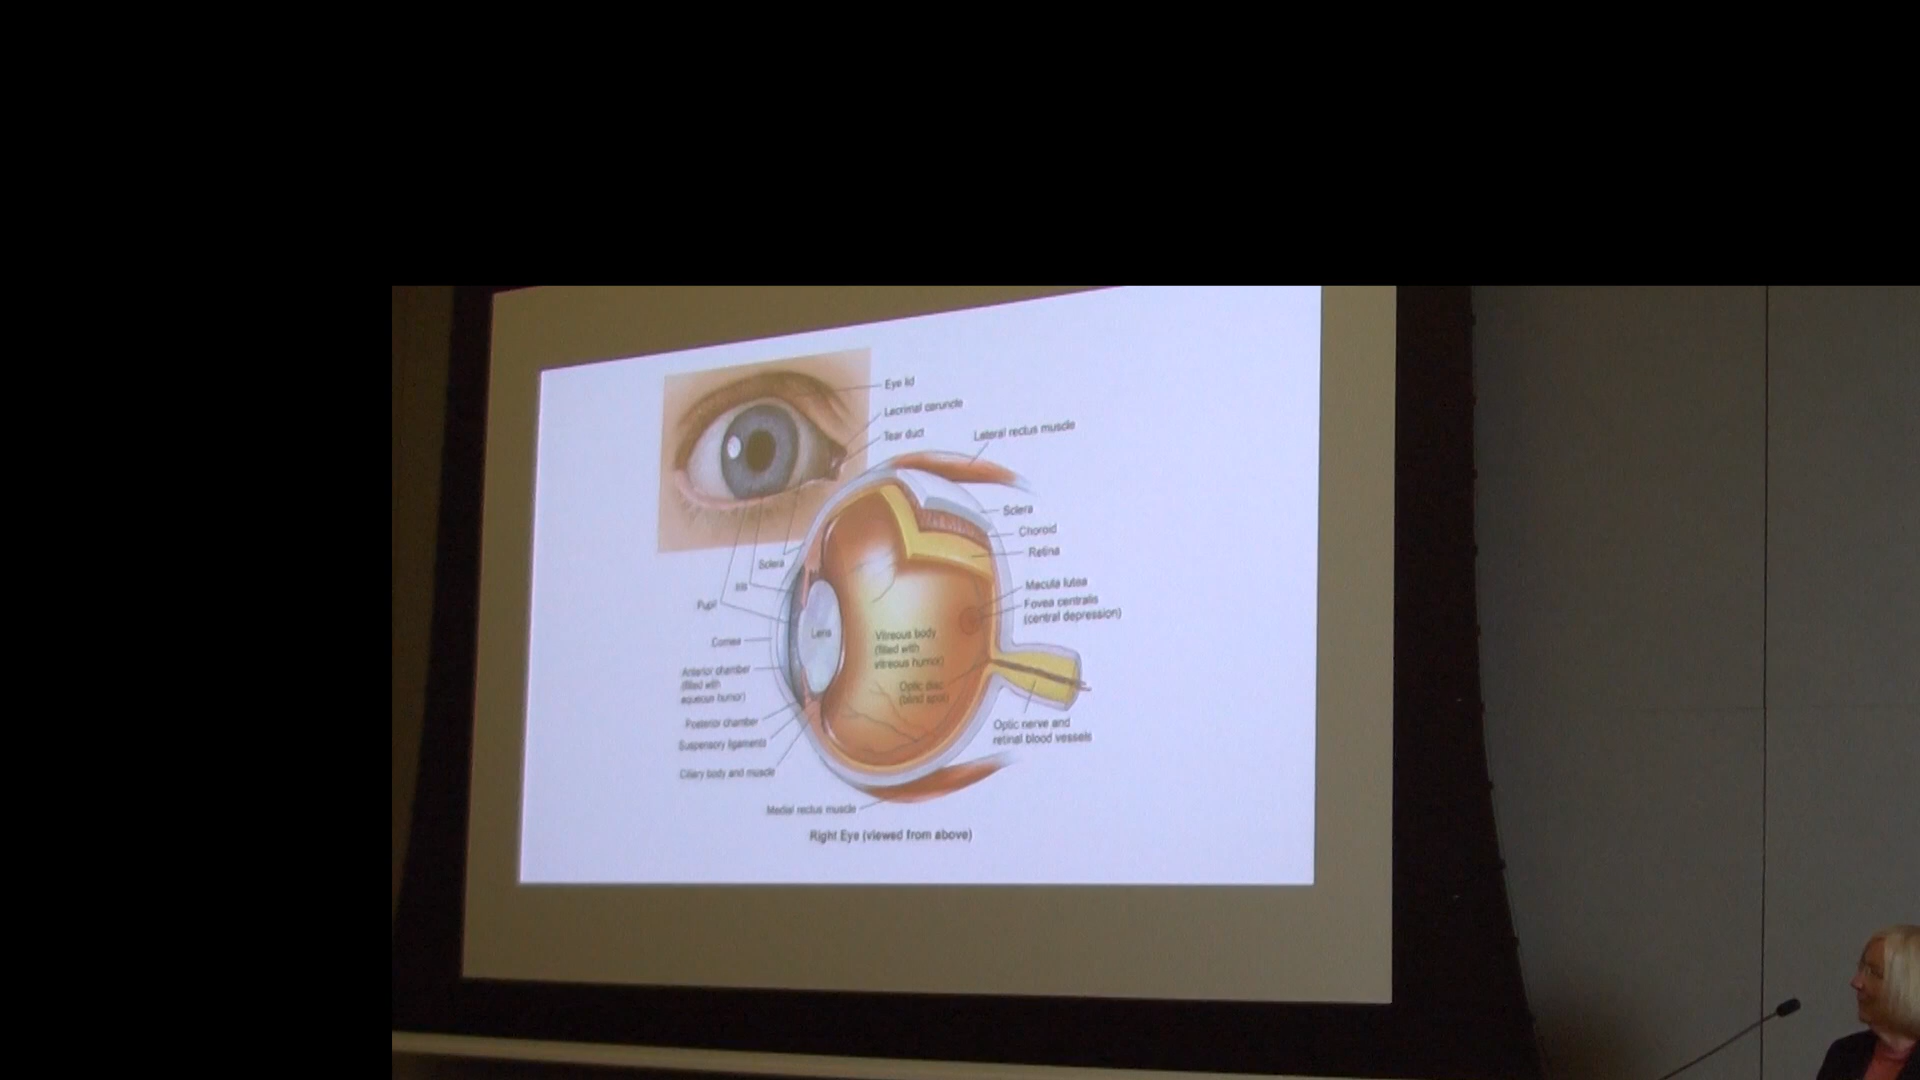 Eye lid
Lacrimal caruncle
Tear duct
Lateral rectus muscle
Sclera
Choroid
Retina
Macula lutea
Fovea centralis
(central depression)
Sclera
Iris
Pupil
Cornea
Lens
Vitreous body
(filled with
vitreous humor)
Anterior chamber
(filled with
aqueous humor)
Optic disc
(blind spot)
Posterior chamber
Suspensory ligaments
Ciliary body and muscle
Optic nerve and
retinal blood vessels
Medial rectus muscle
Right Eye (viewed from above)